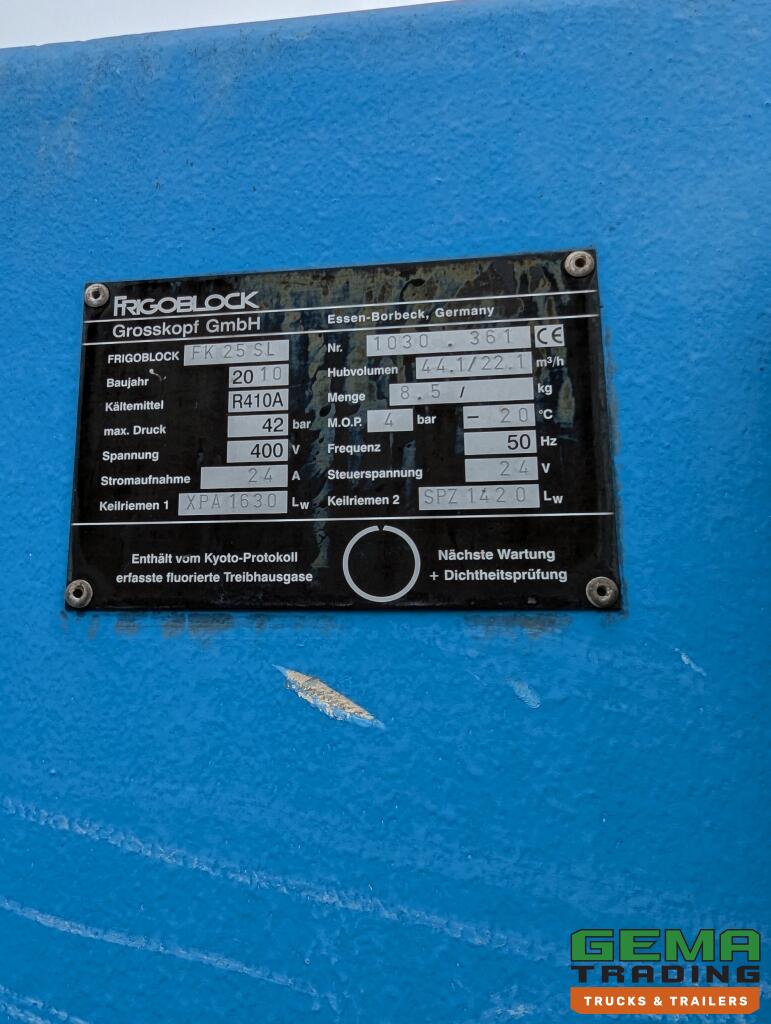 FRIGOBLOCK
Grosskopf GmbH Essen-Borbeck, Germany
FRIGOBLOCK FK 25 SL Nr. 1030 . 361 CE
Baujahr 2010 Hubvolumen 44.1/22.1 m³/h
Kältemittel R410A Menge 8.5 / kg
max. Druck 42 bar M.O.P. 4 bar - 20 °C
Spannung 400 V Frequenz 50 Hz
Stromaufnahme 24 A Steuerspannung 24 V
Keilriemen 1 XPA 1630 Lw Keilriemen 2 SPZ 1420 Lw
Enthält vom Kyoto-Protokoll
erfasste fluorierte Treibhausgase
Nächste Wartung
+ Dichtheitsprüfung
GEMA
TRADING
TRUCKS & TRAILERS